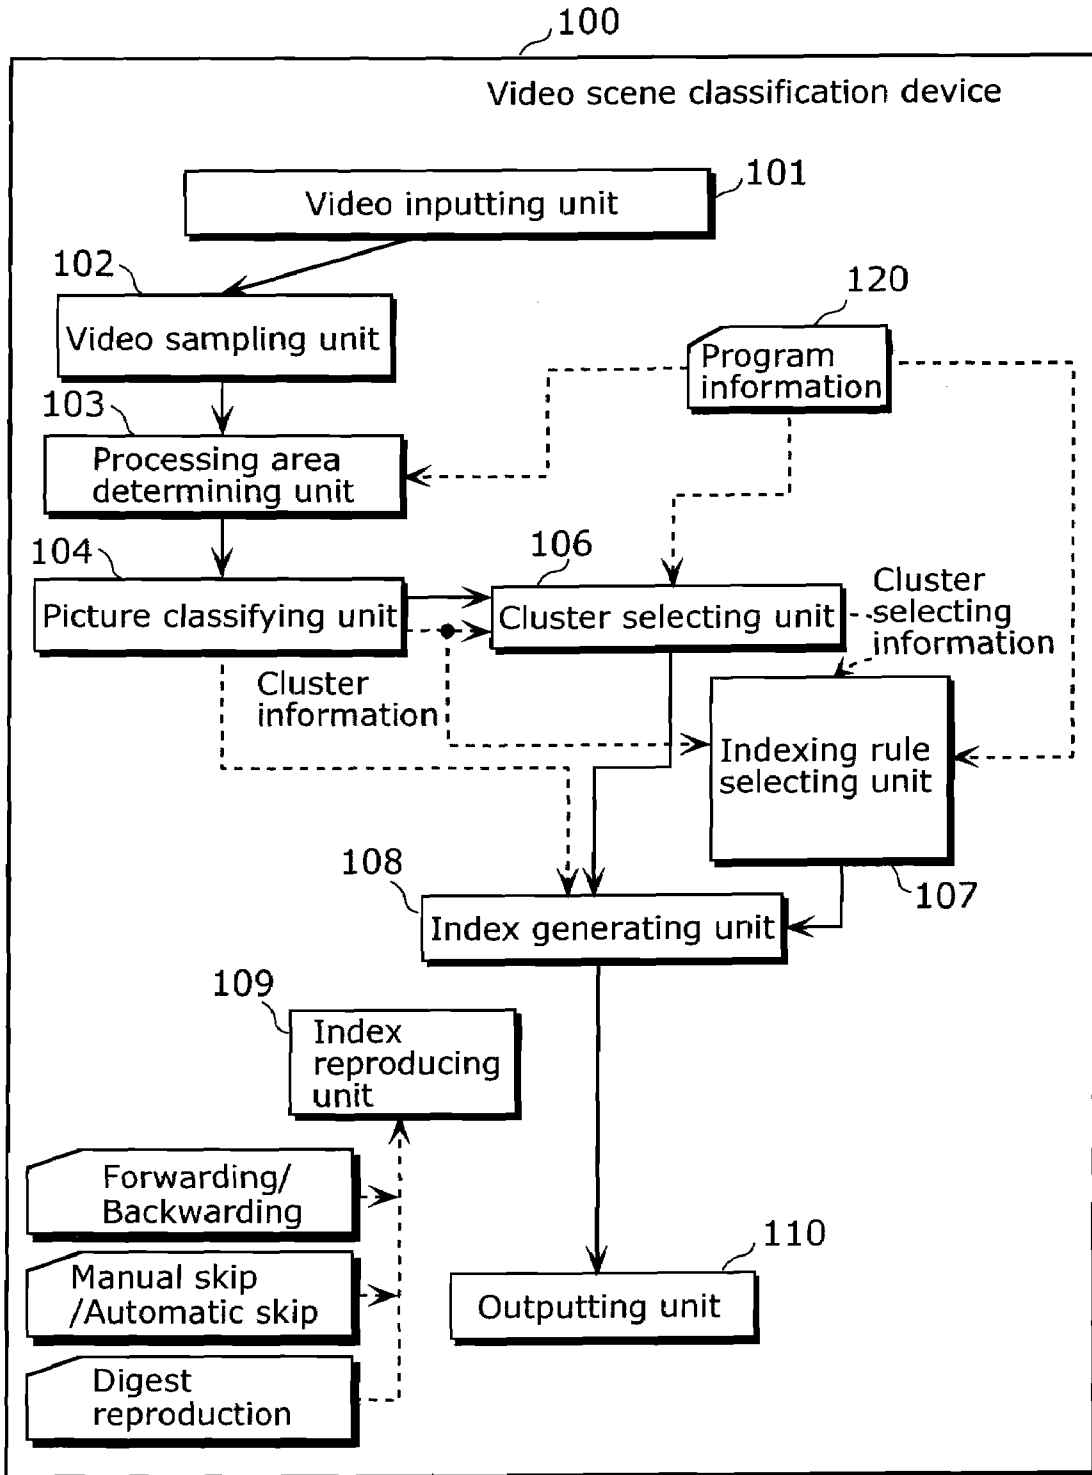 100
Video scene classification device
101
Video inputting unit
102
Video sampling unit
120
Program
information
103
Processing area
determining unit
104
Picture classifying unit
106
Cluster selecting unit
Cluster
selecting
information
Cluster
information
Indexing rule
selecting unit
107
108
Index generating unit
109
Index
reproducing
unit
Forwarding/
Backwarding
Manual skip
/Automatic skip
Digest
reproduction
110
Outputting unit